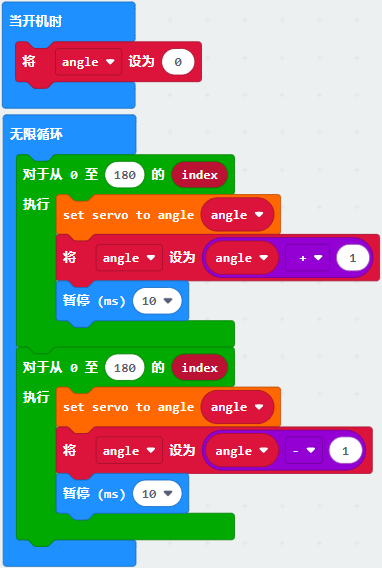 当开机时
将 angle 设为 0
无限循环
对于从 0 至 180 的 index
执行
set servo to angle angle
将 angle 设为 angle + 1
暂停 (ms) 10
对于从 0 至 180 的 index
执行
set servo to angle angle
将 angle 设为 angle - 1
暂停 (ms) 10